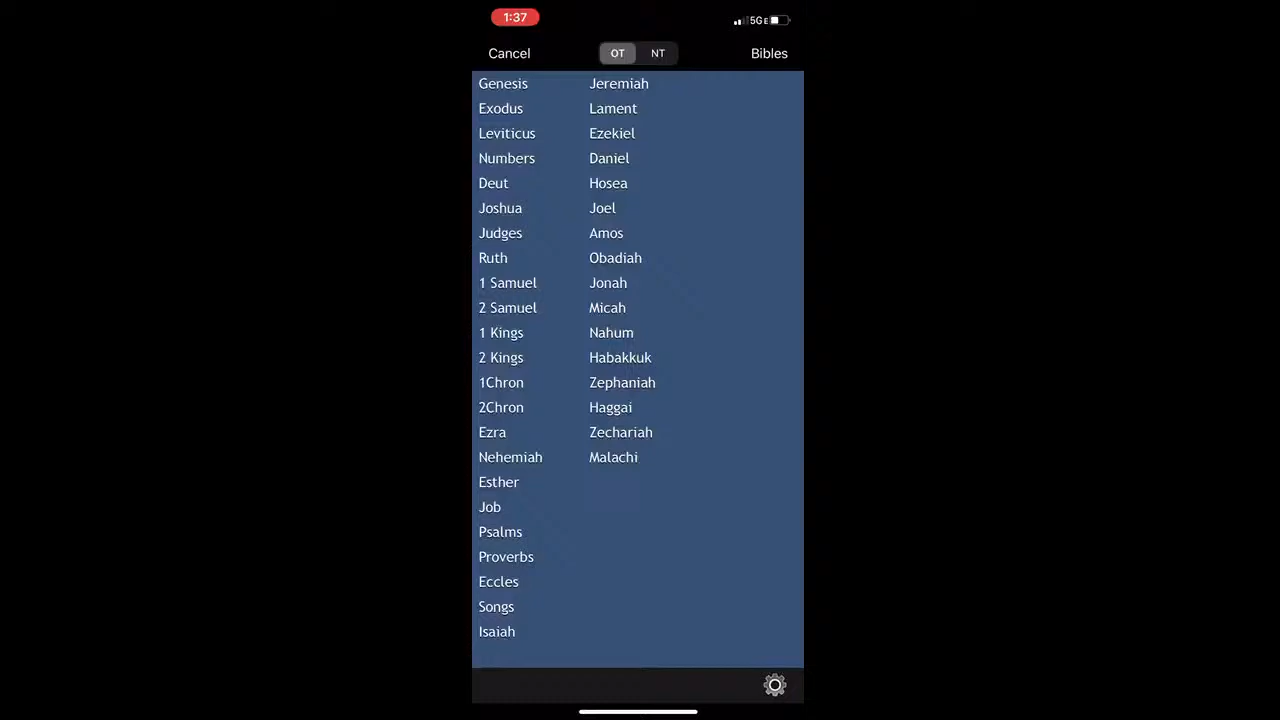 1:37
5GE
Cancel
OT
NT
Bibles
Genesis
Exodus
Leviticus
Numbers
Deut
Joshua
Judges
Ruth
1 Samuel
2 Samuel
1 Kings
2 Kings
1Chron
2Chron
Ezra
Nehemiah
Esther
Job
Psalms
Proverbs
Eccles
Songs
Isaiah
Jeremiah
Lament
Ezekiel
Daniel
Hosea
Joel
Amos
Obadiah
Jonah
Micah
Nahum
Habakkuk
Zephaniah
Haggai
Zechariah
Malachi